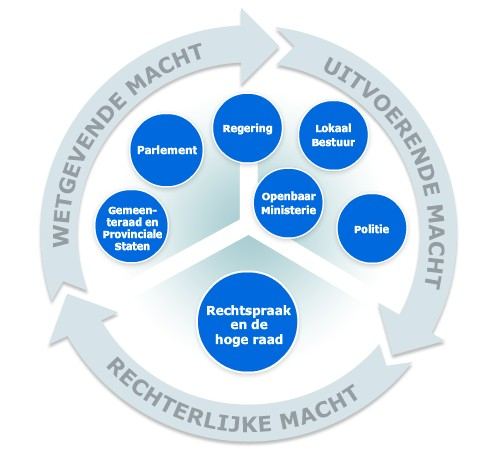 WETGEVENDE MACHT
UITVOERENDE MACHT
Regering
Lokaal
Bestuur
Parlement
Openbaar
Ministerie
Gemeen-
teraad en
Provinciale
Staten
Politie
Rechtspraak
en de
hoge raad
RECHTERLIJKE MACHT